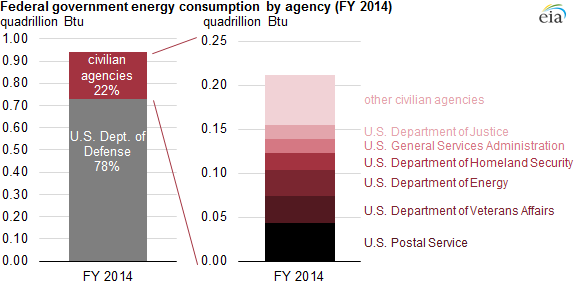 Federal government energy consumption by agency (FY 2014)
quadrillion Btu
1.00
0.90
0.80
0.70
0.60
0.50
0.40
0.30
0.20
0.10
0.00
civilian
agencies
22%
U.S. Dept. of
Defense
78%
FY 2014
quadrillion Btu
0.25
0.20
0.15
0.10
0.05
0.00
FY 2014
other civilian agencies
U.S. Department of Justice
U.S. General Services Administration
U.S. Department of Homeland Security
U.S. Department of Energy
U.S. Department of Veterans Affairs
U.S. Postal Service
eia